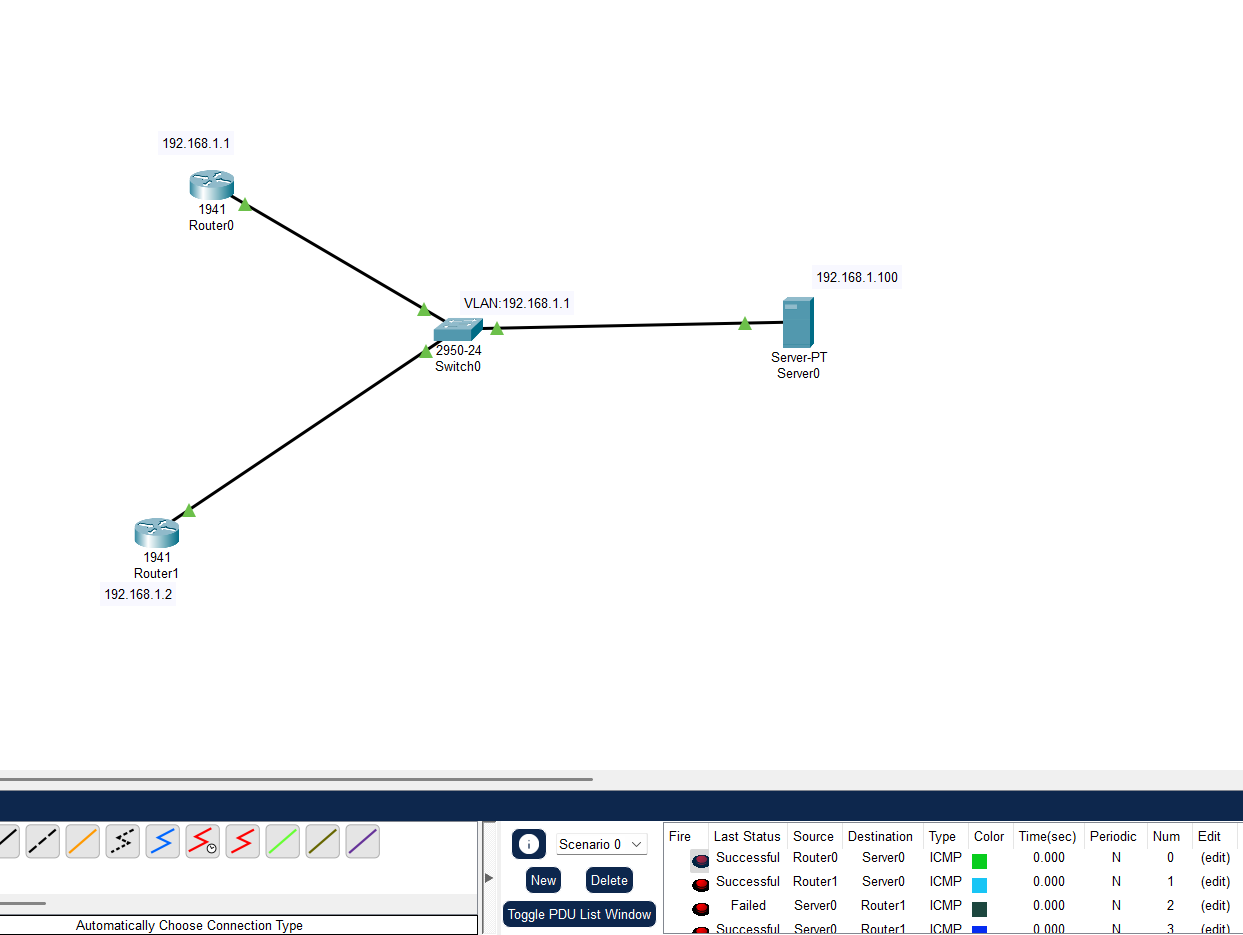 192.168.1.1
1941
Router0
192.168.1.100
VLAN:192.168.1.1
2950-24
Switch0
Server-PT
Server0
1941
Router1
192.168.1.2
Scenario 0
New Delete
Toggle PDU List Window
Automatically Choose Connection Type
Fire Last Status Source Destination Type Color Time(sec) Periodic Num Edit
Successful Router0 Server0 ICMP 0.000 N 0 (edit)
Successful Router1 Server0 ICMP 0.000 N 1 (edit)
Failed Server0 Router1 ICMP 0.000 N 2 (edit)
Successful Server0 Router1 ICMP 0.000 N 3 (edit)